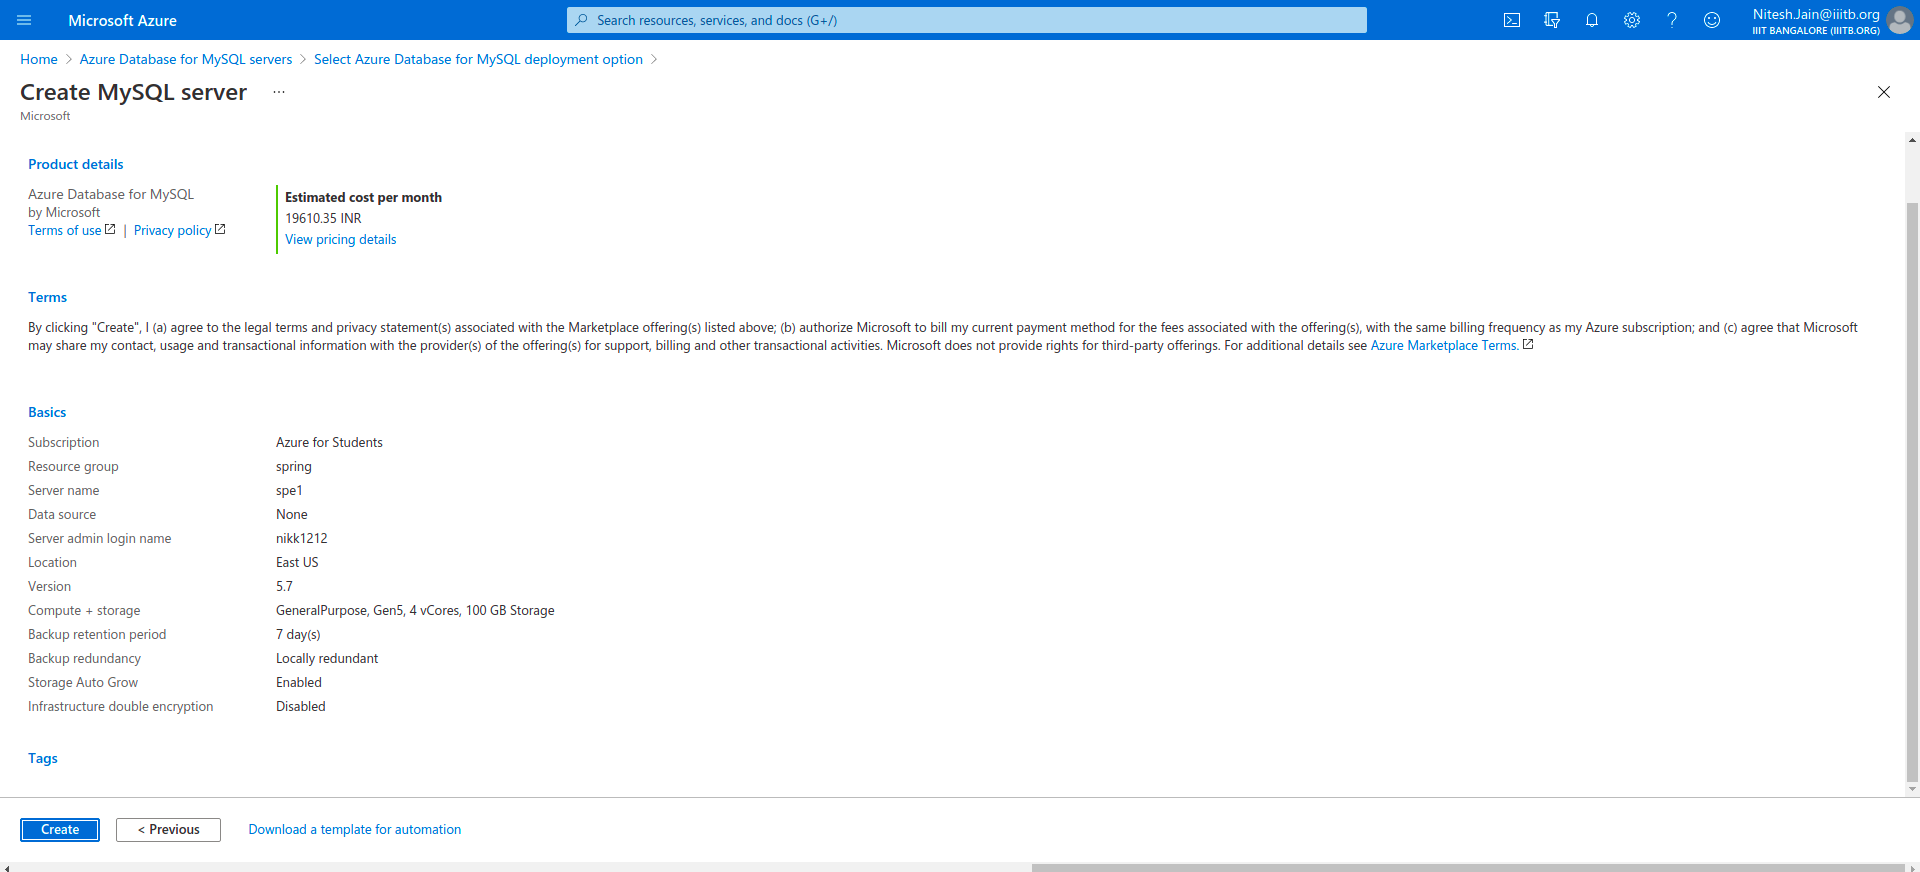 Microsoft Azure
Search resources, services, and docs (G+/)
Nitesh.Jain@iiitb.org
IIIT BANGALORE (IIITB.ORG)
Home > Azure Database for MySQL servers > Select Azure Database for MySQL deployment option >
Create MySQL server ...
Microsoft
Product details
Azure Database for MySQL
by Microsoft
Terms of use | Privacy policy
Estimated cost per month
19610.35 INR
View pricing details
Terms
By clicking "Create", I (a) agree to the legal terms and privacy statement(s) associated with the Marketplace offering(s) listed above; (b) authorize Microsoft to bill my current payment method for the fees associated with the offering(s), with the same billing frequency as my Azure subscription; and (c) agree that Microsoft
may share my contact, usage and transactional information with the provider(s) of the offering(s) for support, billing and other transactional activities. Microsoft does not provide rights for third-party offerings. For additional details see Azure Marketplace Terms.
Basics
Subscription Azure for Students
Resource group spring
Server name spe1
Data source None
Server admin login name nikk1212
Location East US
Version 5.7
Compute + storage GeneralPurpose, Gen5, 4 vCores, 100 GB Storage
Backup retention period 7 day(s)
Backup redundancy Locally redundant
Storage Auto Grow Enabled
Infrastructure double encryption Disabled
Tags
Create < Previous Download a template for automation